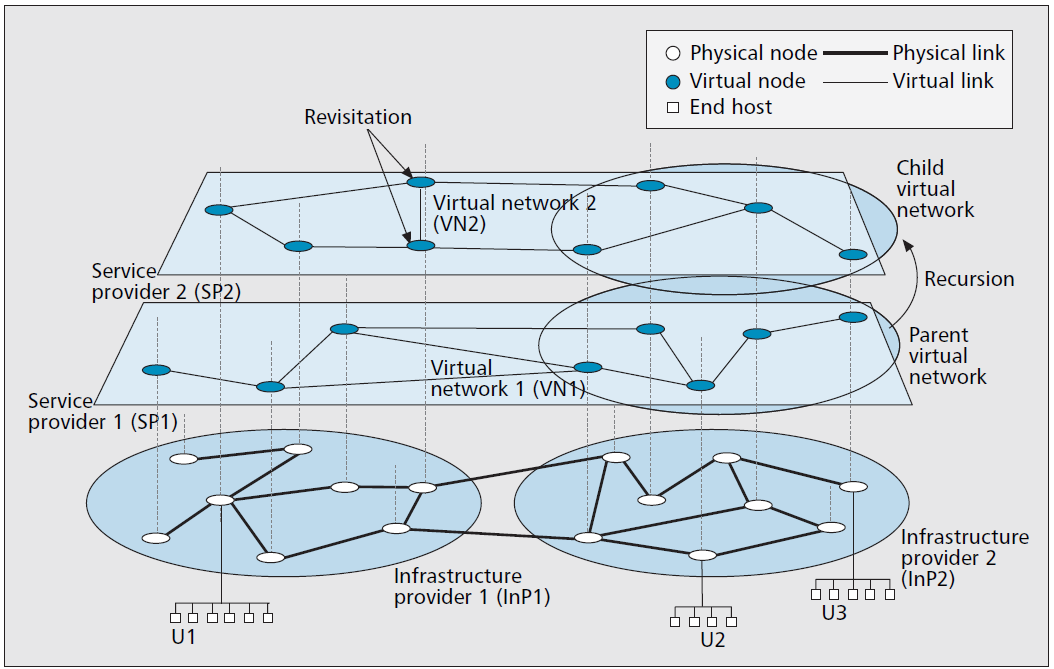 Physical node
Physical link
Virtual node
Virtual link
End host
Revisitation
Child
virtual
network
Virtual network 2
(VN2)
Service
provider 2 (SP2)
Recursion
Parent
virtual
network
Virtual
network 1 (VN1)
Service
provider 1 (SP1)
Infrastructure
provider 2
(InP2)
Infrastructure
provider 1 (InP1)
U1
U2
U3